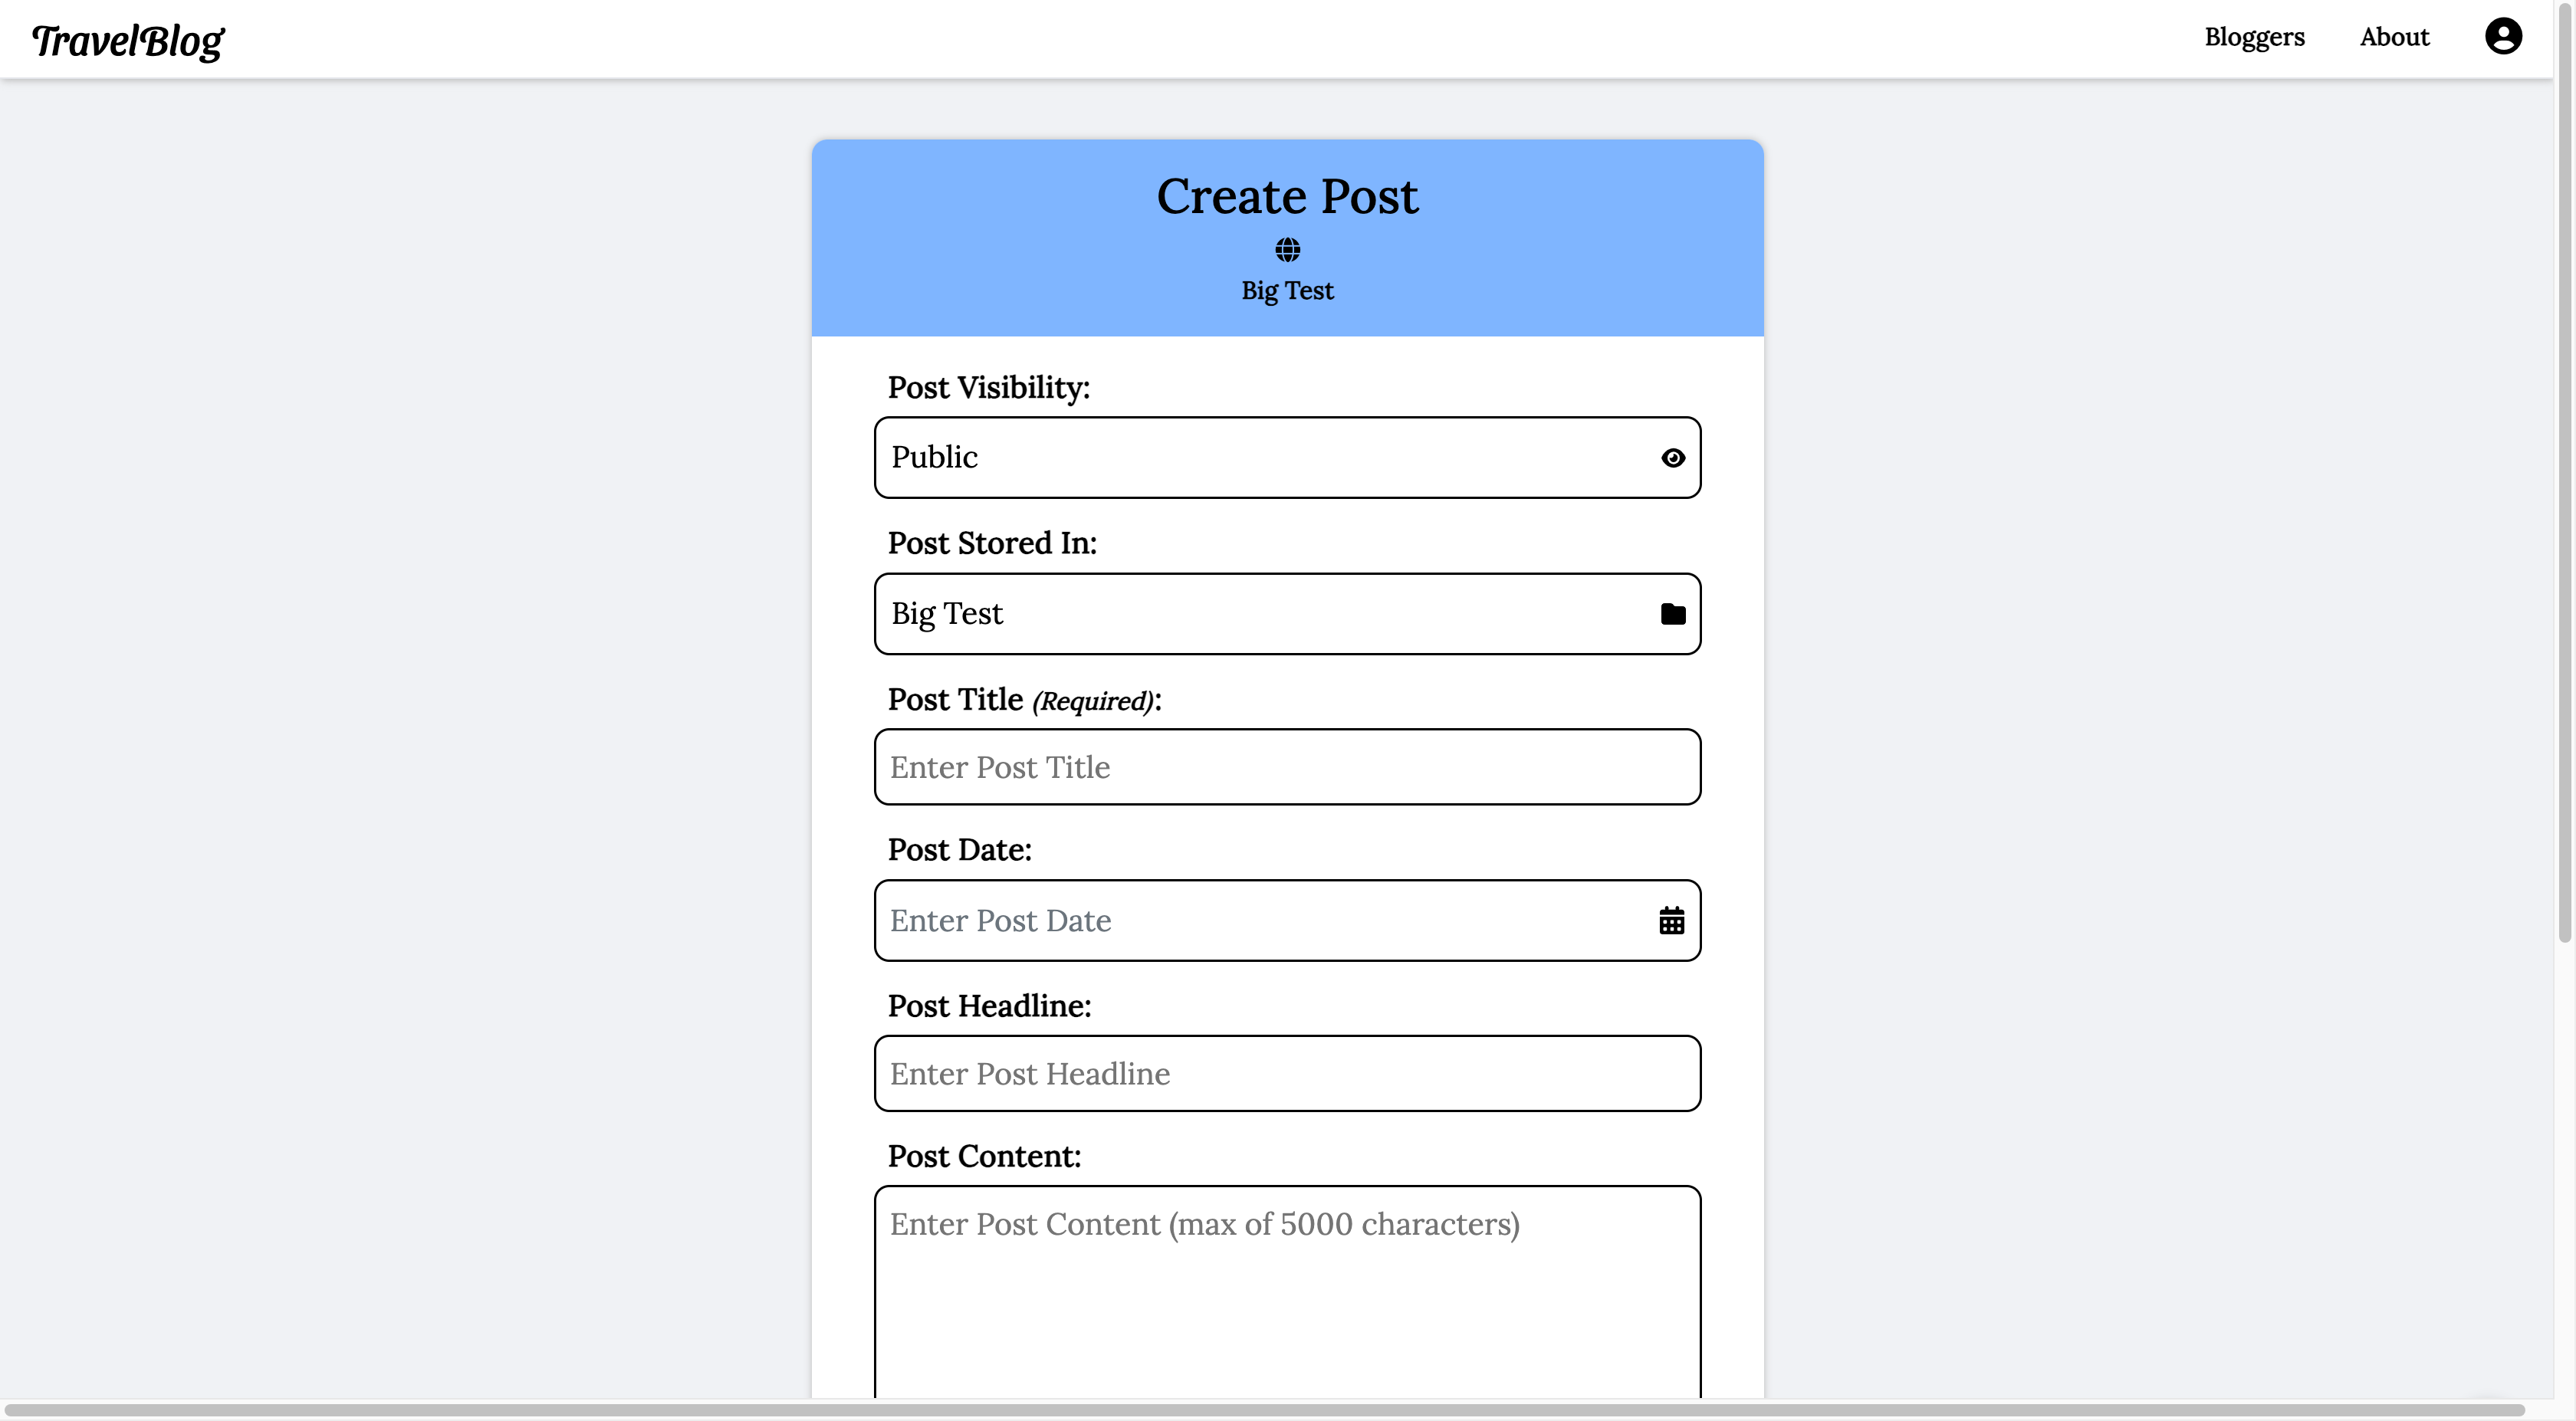 TravelBlog
Bloggers
About
Create Post
Big Test
Post Visibility:
Public
Post Stored In:
Big Test
Post Title (Required):
Enter Post Title
Post Date:
Enter Post Date
Post Headline:
Enter Post Headline
Post Content:
Enter Post Content (max of 5000 characters)